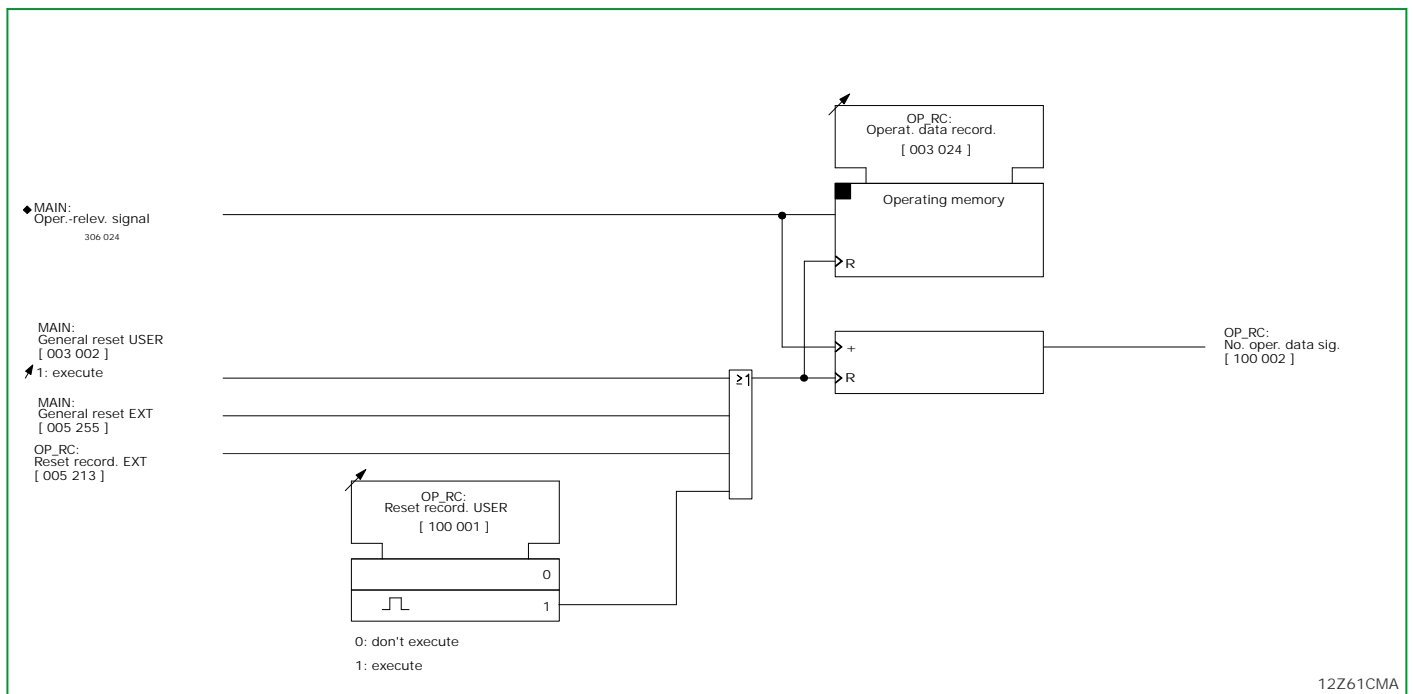 OP_RC:
Operat. data record.
[ 003 024 ]
Operating memory
R
MAIN:
Oper.-relev. signal
306 024
MAIN:
General reset USER
[ 003 002 ]
1: execute
MAIN:
General reset EXT
[ 005 255 ]
OP_RC:
Reset record. EXT
[ 005 213 ]
≥1
+
R
OP_RC:
No. oper. data sig.
[ 100 002 ]
OP_RC:
Reset record. USER
[ 100 001 ]
0
1
0: don't execute
1: execute
12Z61CMA